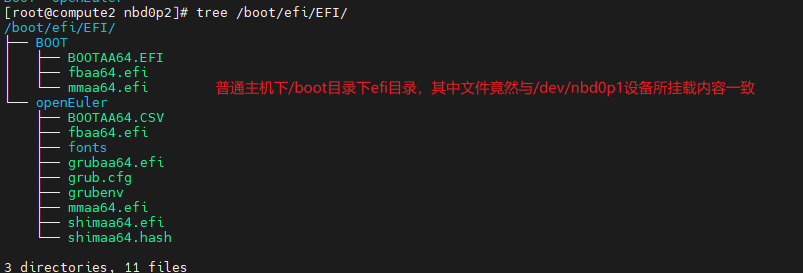 [root@compute2 nbd0p2]# tree /boot/efi/EFI/
/boot/efi/EFI/
├── BOOT
│   ├── BOOTAA64.EFI
│   ├── fbaa64.efi
│   └── mmaa64.efi
普通主机下/boot目录下efi目录，其中文件竟然与/dev/nbd0p1设备所挂载内容一致
└── openEuler
    ├── BOOTAA64.CSV
    ├── fbaa64.efi
    ├── fonts
    ├── grubaa64.efi
    ├── grub.cfg
    ├── grubenv
    ├── mmaa64.efi
    ├── shimaa64.efi
    └── shimaa64.hash
3 directories, 11 files